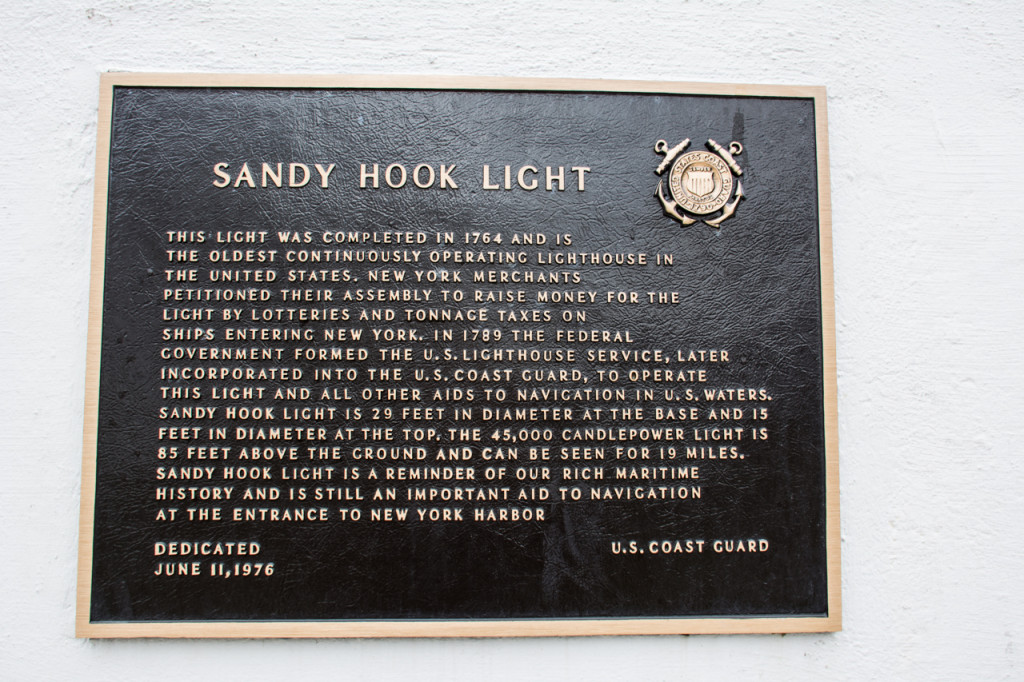 SANDY HOOK LIGHT
UNITED STATES COAST GUARD
THIS LIGHT WAS COMPLETED IN 1764 AND IS
THE OLDEST CONTINUOUSLY OPERATING LIGHTHOUSE IN
THE UNITED STATES. NEW YORK MERCHANTS
PETITIONED THEIR ASSEMBLY TO RAISE MONEY FOR THE
LIGHT BY LOTTERIES AND TONNAGE TAXES ON
SHIPS ENTERING NEW YORK. IN 1789 THE FEDERAL
GOVERNMENT FORMED THE U.S. LIGHTHOUSE SERVICE, LATER
INCORPORATED INTO THE U.S. COAST GUARD, TO OPERATE
THIS LIGHT AND ALL OTHER AIDS TO NAVIGATION IN U.S. WATERS.
SANDY HOOK LIGHT IS 29 FEET IN DIAMETER AT THE BASE AND 15
FEET IN DIAMETER AT THE TOP. THE 45,000 CANDLEPOWER LIGHT IS
85 FEET ABOVE THE GROUND AND CAN BE SEEN FOR 19 MILES.
SANDY HOOK LIGHT IS A REMINDER OF OUR RICH MARITIME
HISTORY AND IS STILL AN IMPORTANT AID TO NAVIGATION
AT THE ENTRANCE TO NEW YORK HARBOR
DEDICATED
JUNE 11, 1976
U.S. COAST GUARD